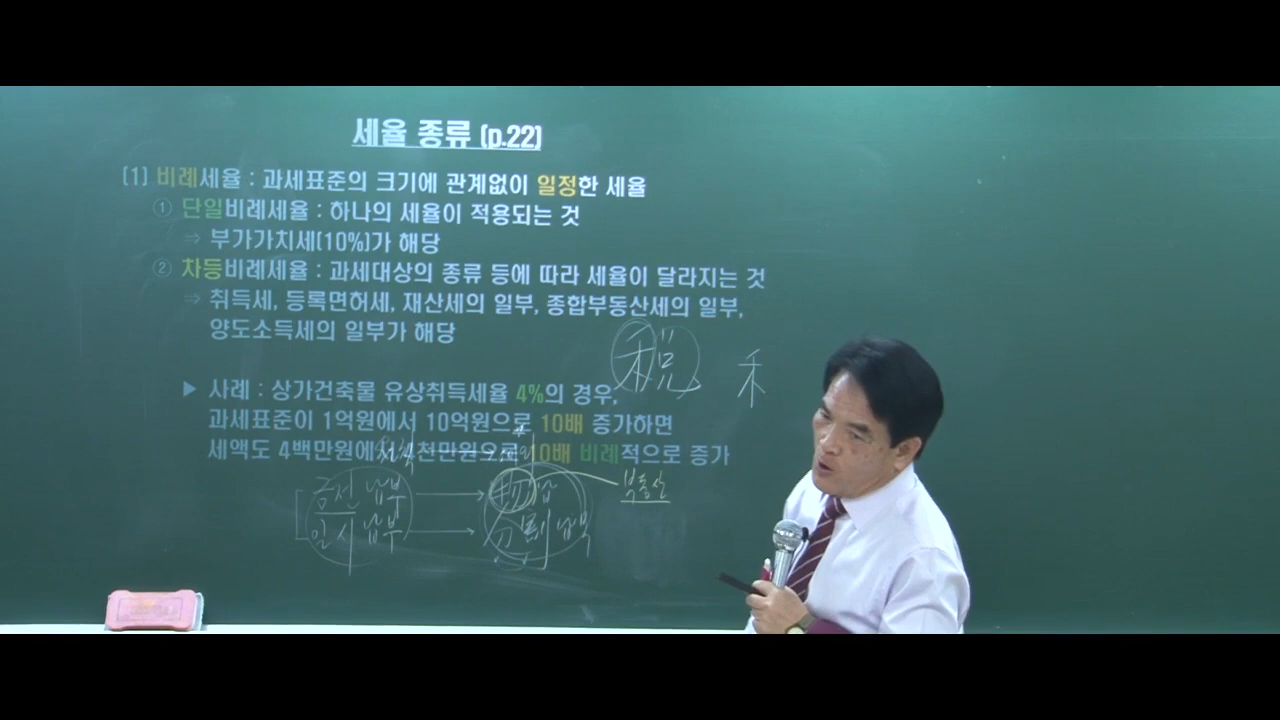 세율 종류 (p.22)
(1) 비례세율 : 과세표준의 크기에 관계없이 일정한 세율
① 단일비례세율 : 하나의 세율이 적용되는 것
⇒ 부가가치세(10%)가 해당
② 차등비례세율 : 과세대상의 종류 등에 따라 세율이 달라지는 것
⇒ 취득세, 등록면허세, 재산세의 일부, 종합부동산세의 일부,
양도소득세의 일부가 해당
税 禾
▶ 사례 : 상가건축물 유상취득세율 4%의 경우,
과세표준이 1억원에서 10억원으로 10배 증가하면
세액도 4백만원에서 4천만원으로 10배 비례적으로 증가
금전 납부 → 物납 부동산
일시 납부 → 分割 납부